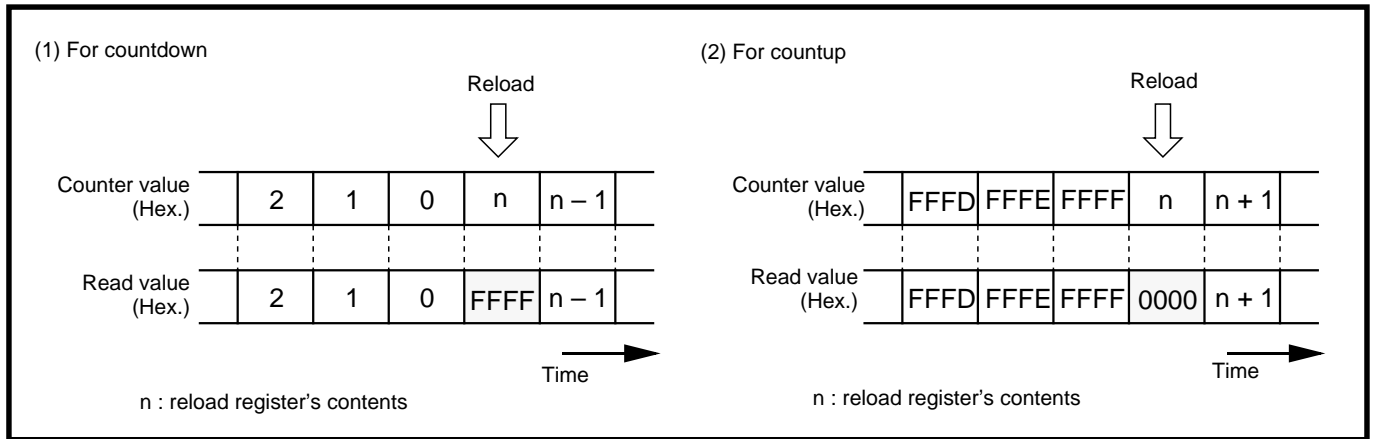 (1) For countdown
Reload
Counter value
(Hex.)
2 1 0 n n – 1
Read value
(Hex.)
2 1 0 FFFF n – 1
Time
n : reload register's contents
(2) For countup
Reload
Counter value
(Hex.)
FFFD FFFE FFFF n n + 1
Read value
(Hex.)
FFFD FFFE FFFF 0000 n + 1
Time
n : reload register's contents